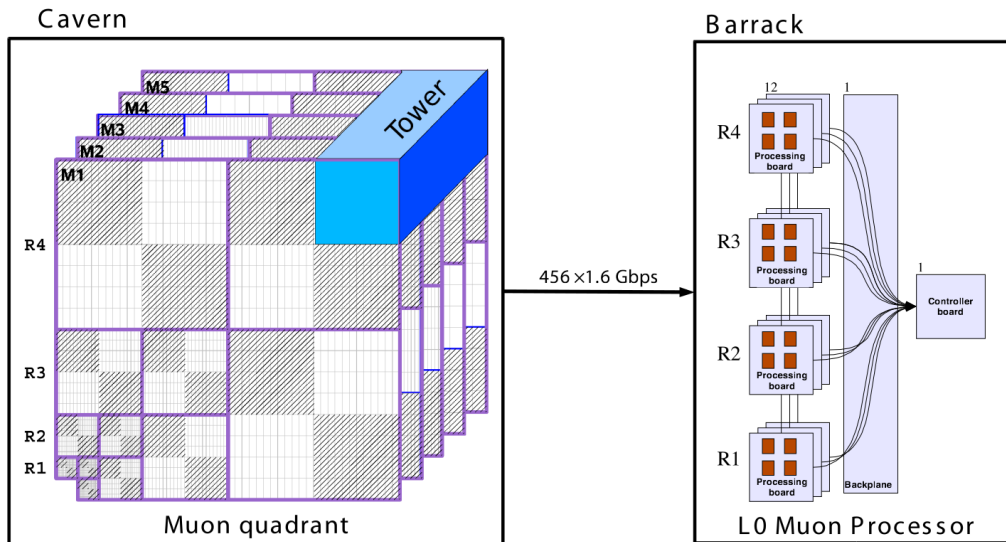 Cavern
Barrack
M5
M4
M3
M2
M1
Tower
R4
R3
R2
R1
Muon quadrant
456×1.6 Gbps
12
1
R4
Processing
board
R3
Processing
board
R2
Processing
board
R1
Processing
board
Backplane
1
Controller
board
L0 Muon Processor